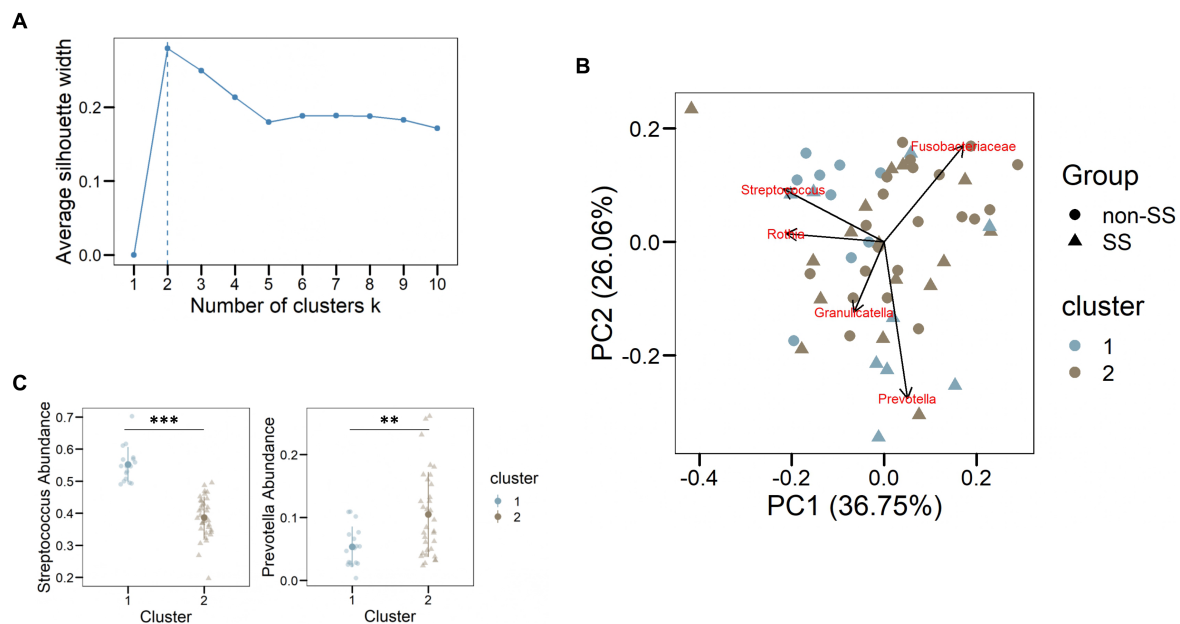 A
Average silhouette width
0.2
0.1
0.0
1 2 3 4 5 6 7 8 9 10
Number of clusters k
B
PC2 (26.06%)
0.2
0.0
-0.2
Fusobacteriaceae
Streptococcus
Rothia
Granulicatella
Prevotella
-0.4 -0.2 0.0 0.2
PC1 (36.75%)
Group
non-SS
SS
cluster
1
2
C
Streptococcus Abundance
0.7
0.6
0.5
0.4
0.3
0.2
***
1 2
Cluster
Prevotella Abundance
0.2
0.1
0.0
**
1 2
Cluster
cluster
1
2